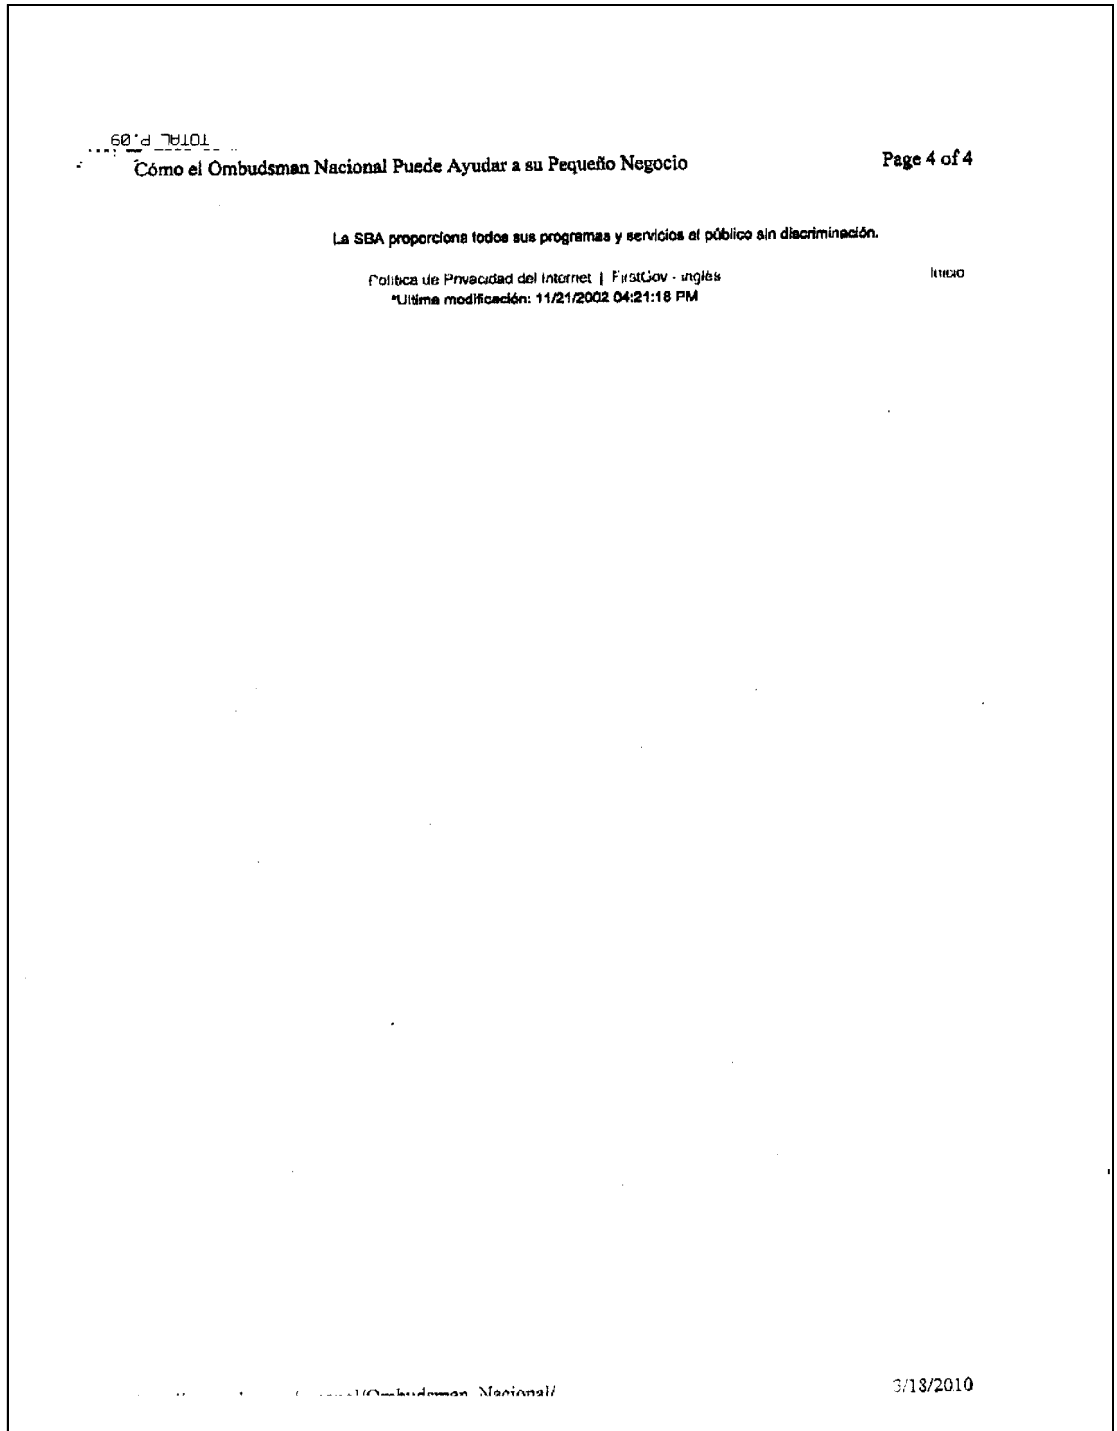 TOTAL P.09
Cómo el Ombudsman Nacional Puede Ayudar a su Pequeño Negocio Page 4 of 4
La SBA proporciona todos sus programas y servicios al público sin discriminación.
Política de Privacidad del Internet | FirstGov - inglés Inicio
*Ultima modificación: 11/21/2002 04:21:18 PM
/Ombudsman_Nacional/ 3/18/2010